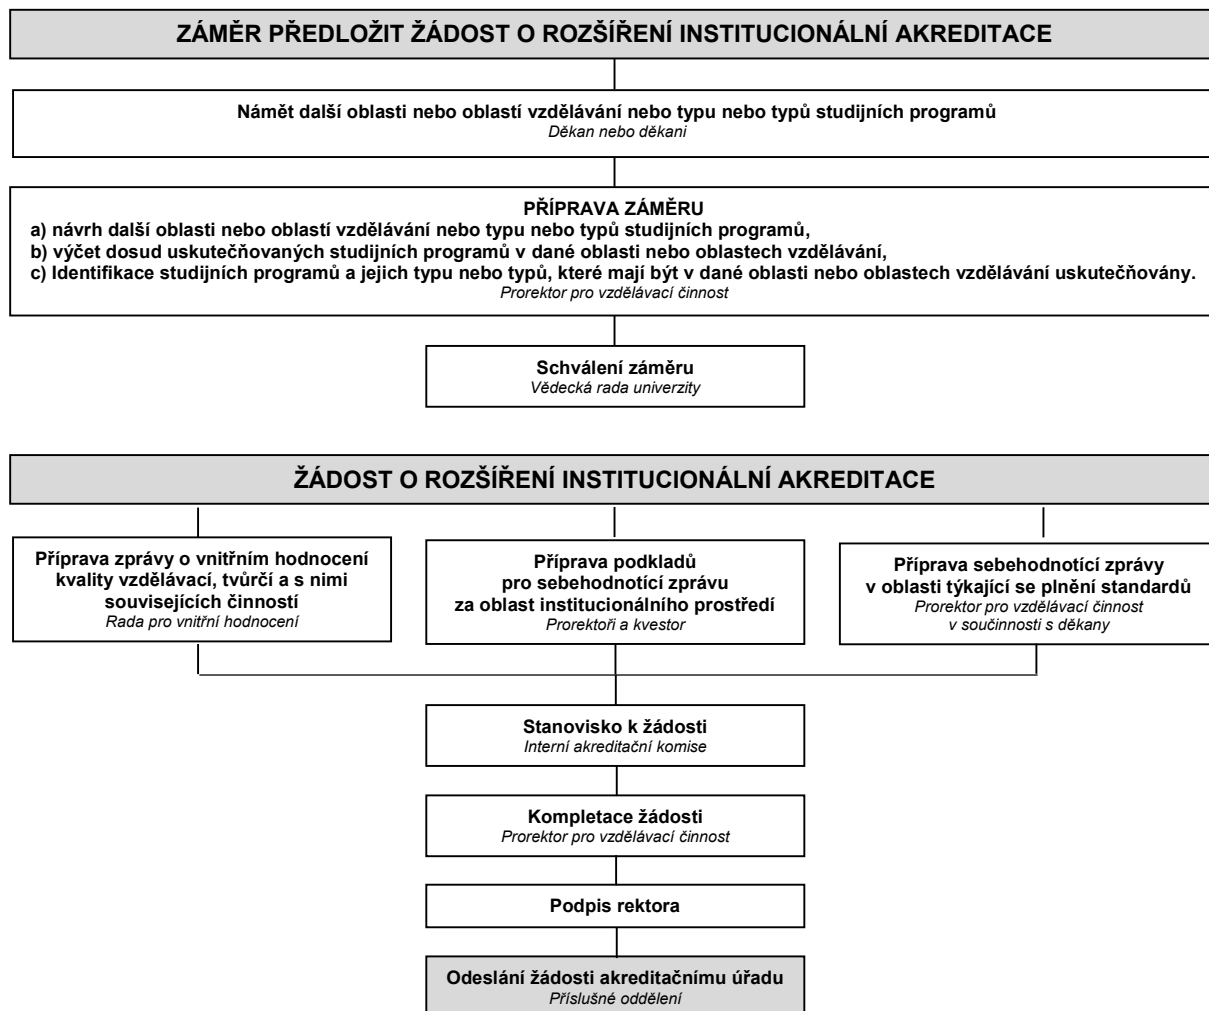 ZÁMĚR PŘEDLOŽIT ŽÁDOST O ROZŠÍŘENÍ INSTITUCIONÁLNÍ AKREDITACE
Námět další oblasti nebo oblastí vzdělávání nebo typu nebo typů studijních programů
Děkan nebo děkani
PŘÍPRAVA ZÁMĚRU
a) návrh další oblasti nebo oblastí vzdělávání nebo typu nebo typů studijních programů,
b) výčet dosud uskutečňovaných studijních programů v dané oblasti nebo oblastech vzdělávání,
c) Identifikace studijních programů a jejich typu nebo typů, které mají být v dané oblasti nebo oblastech vzdělávání uskutečňovány.
Prorektor pro vzdělávací činnost
Schválení záměru
Vědecká rada univerzity
ŽÁDOST O ROZŠÍŘENÍ INSTITUCIONÁLNÍ AKREDITACE
Příprava zprávy o vnitřním hodnocení
kvality vzdělávací, tvůrčí a s nimi
souvisejících činností
Rada pro vnitřní hodnocení
Příprava podkladů
pro sebehodnotící zprávu
za oblast institucionálního prostředí
Prorektoři a kvestor
Příprava sebehodnotící zprávy
v oblasti týkající se plnění standardů
Prorektor pro vzdělávací činnost
v součinnosti s děkany
Stanovisko k žádosti
Interní akreditační komise
Kompletace žádosti
Prorektor pro vzdělávací činnost
Podpis rektora
Odeslání žádosti akreditačnímu úřadu
Příslušné oddělení